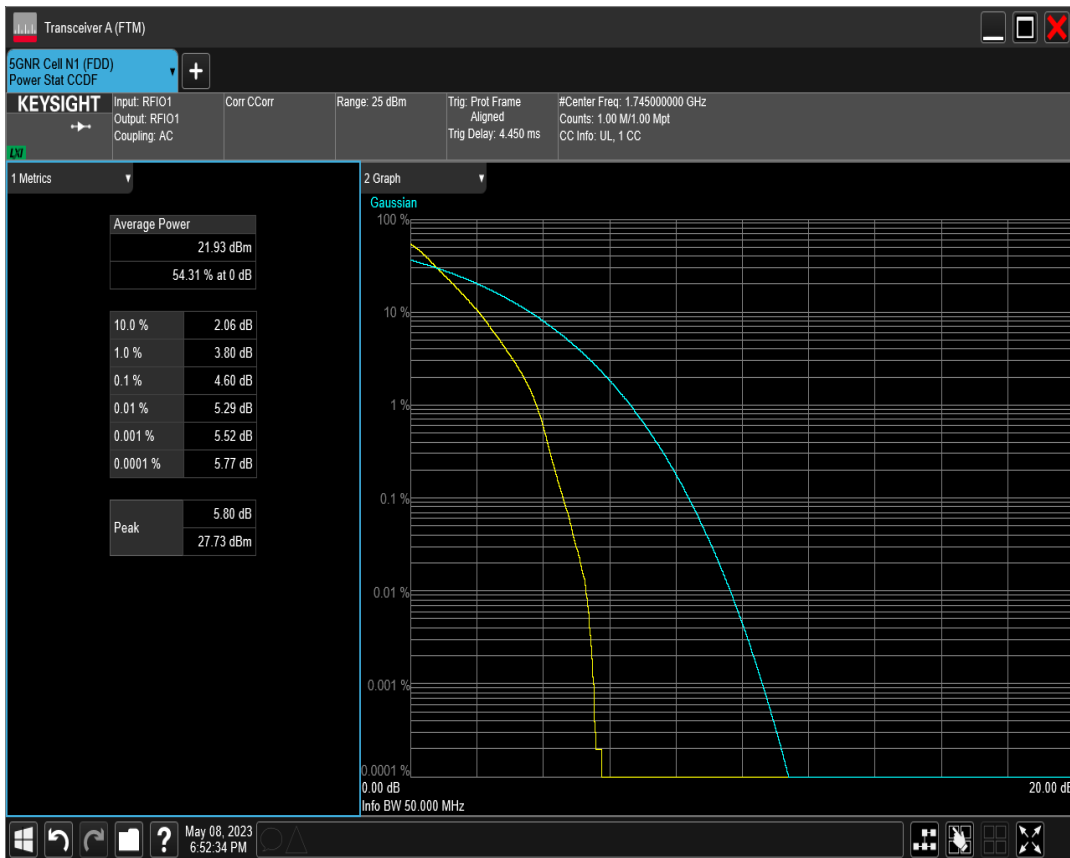 Transceiver A (FTM)
5GNR Cell N1 (FDD)
Power Stat CCDF
+
KEYSIGHT
LXI
Input: RFIO1
Output: RFIO1
Coupling: AC
Corr CCorr
Range: 25 dBm
Trig: Prot Frame
Aligned
Trig Delay: 4.450 ms
#Center Freq: 1.745000000 GHz
Counts: 1.00 M/1.00 Mpt
CC Info: UL, 1 CC
1 Metrics
Average Power
21.93 dBm
54.31 % at 0 dB
10.0 % 2.06 dB
1.0 % 3.80 dB
0.1 % 4.60 dB
0.01 % 5.29 dB
0.001 % 5.52 dB
0.0001 % 5.77 dB
Peak
5.80 dB
27.73 dBm
2 Graph
Gaussian
100 %
10 %
1 %
0.1 %
0.01 %
0.001 %
0.0001 %
0.00 dB 20.00 dB
Info BW 50.000 MHz
?
May 08, 2023
6:52:34 PM